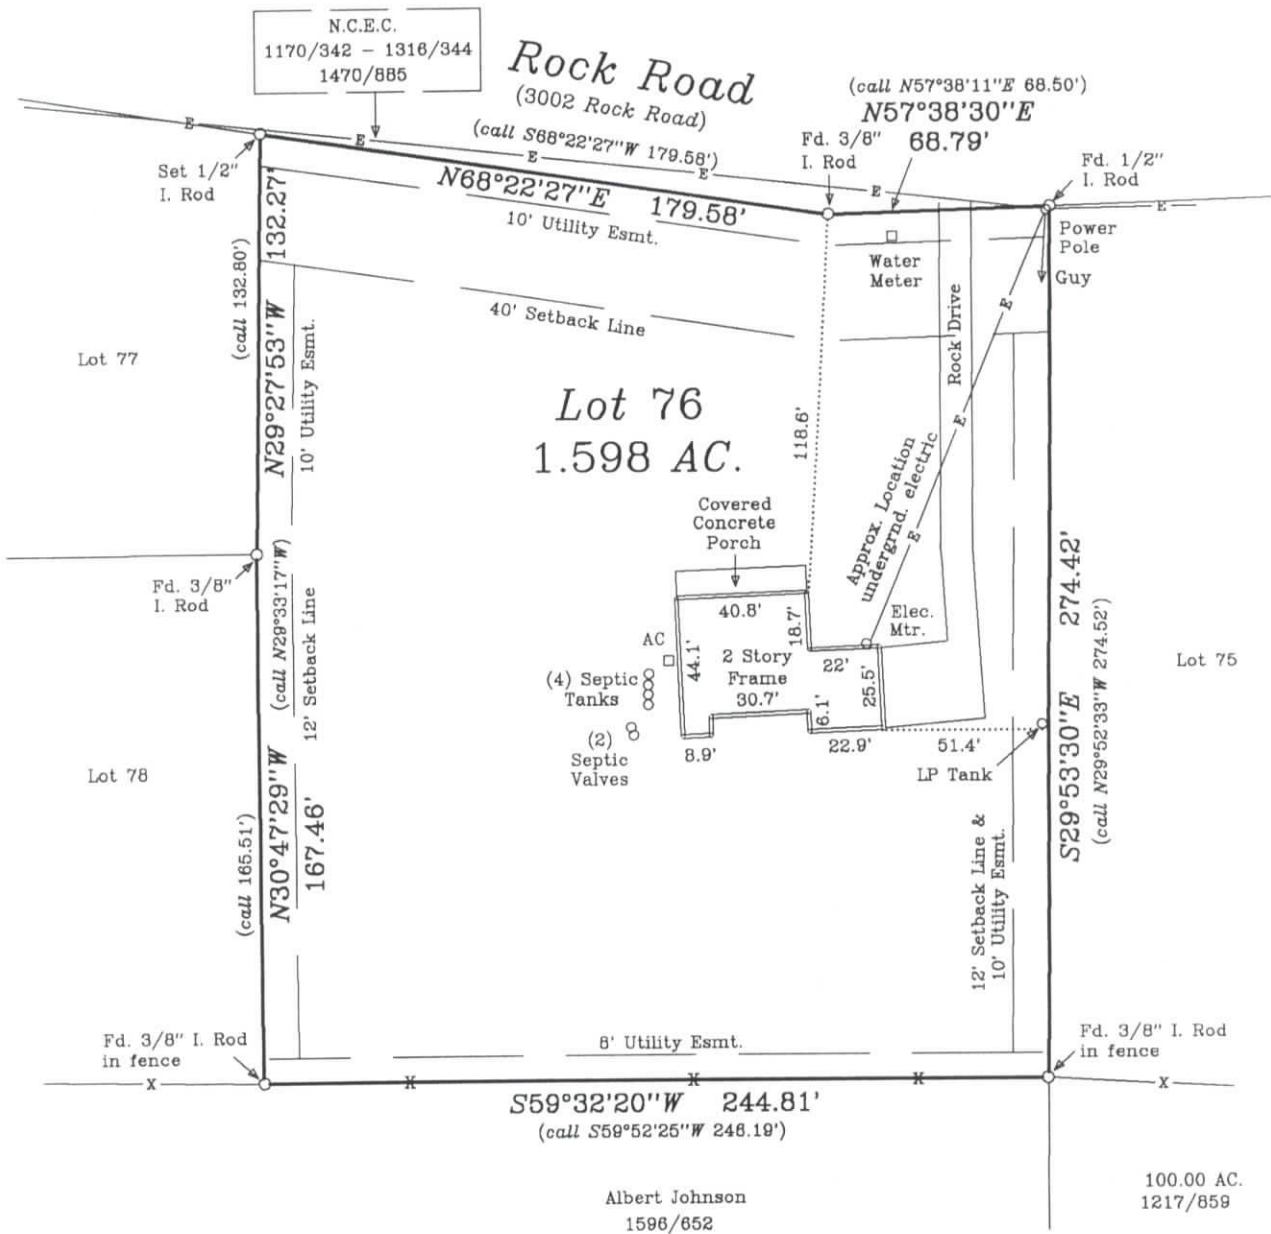 N.C.E.C.
1170/342 - 1316/344
1470/885
Rock Road
(3002 Rock Road)
(call S68°22'27"W 179.58')
N68°22'27"E 179.58'
10' Utility Esmt.
(call N57°38'11"E 68.50')
N57°38'30"E
68.79'
Fd. 3/8"
I. Rod
Fd. 1/2"
I. Rod
Set 1/2"
I. Rod
E
E
E
E
E
E
Power
Pole
Guy
Water
Meter
40' Setback Line
Rock Drive
N29°27'53"W 132.27'
(call 132.80')
10' Utility Esmt.
Lot 77
Lot 76
1.598 AC.
118.6'
E
E
E
Approx. Location
undergrnd. electric
Covered
Concrete
Porch
Fd. 3/8"
I. Rod
(call N29°33'17"W)
12' Setback Line
40.8'
18.7'
Elec.
Mtr.
AC
44.1'
2 Story
Frame
30.7'
22'
25.5'
6.1'
(4) Septic
Tanks
(2)
Septic
Valves
8.9'
22.9'
51.4'
LP Tank
S29°53'30"E 274.42'
(call N29°52'33"W 274.52')
Lot 75
Lot 78
N30°47'29"W
167.46'
(call 165.51')
12' Setback Line &
10' Utility Esmt.
Fd. 3/8" I. Rod
in fence
8' Utility Esmt.
Fd. 3/8" I. Rod
in fence
X
X
X
X
X
S59°32'20"W 244.81'
(call S59°52'25"W 246.19')
Albert Johnson
1596/652
100.00 AC.
1217/859